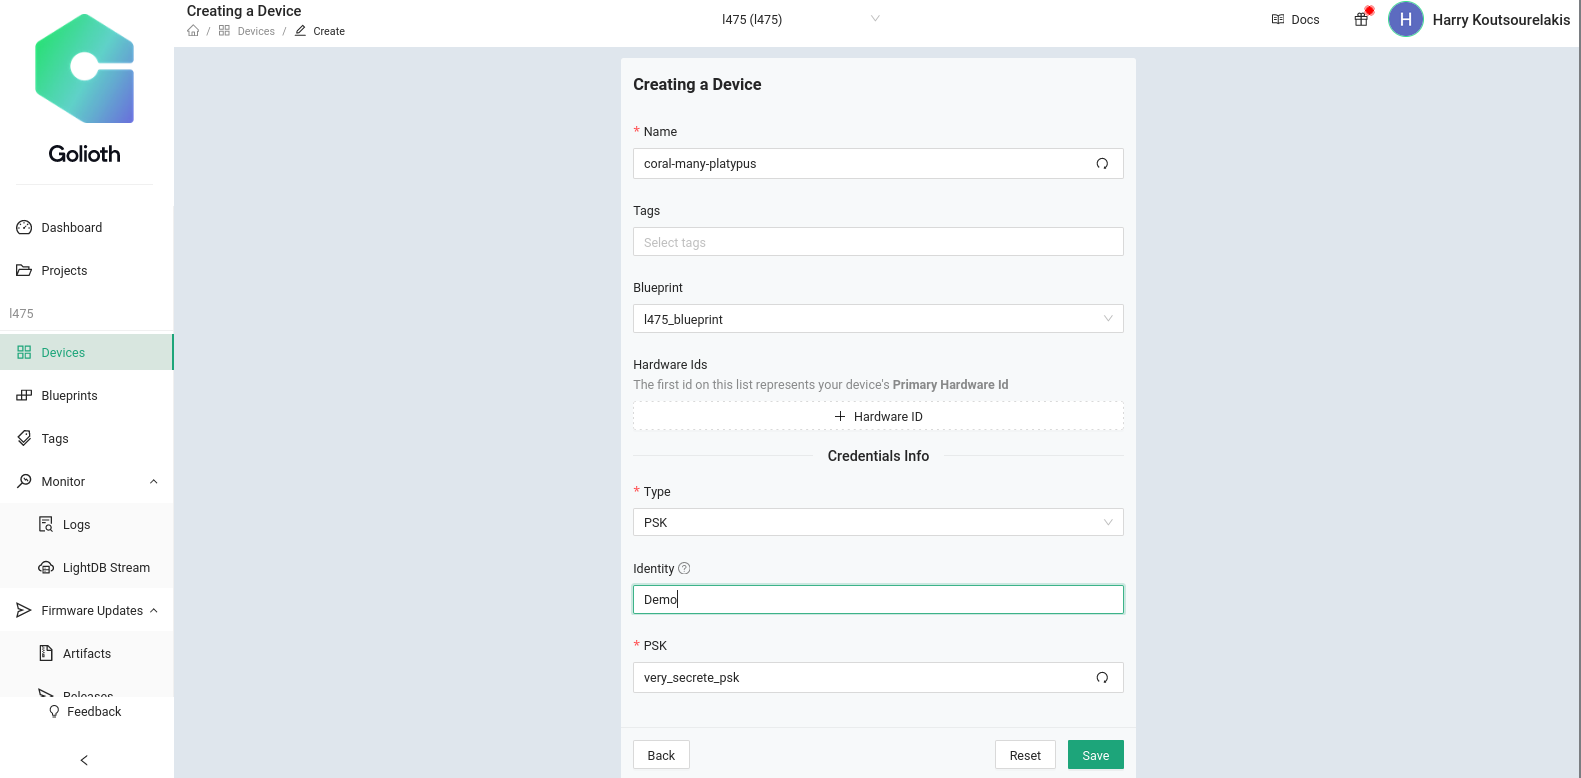 Creating a Device
/ Devices / Create
l475 (l475)
Docs
H
Harry Koutsourelakis
Golioth
Dashboard
Projects
l475
Devices
Blueprints
Tags
Monitor
Logs
LightDB Stream
Firmware Updates
Artifacts
Releases
Feedback
Creating a Device
* Name
coral-many-platypus
Tags
Select tags
Blueprint
l475_blueprint
Hardware Ids
The first id on this list represents your device's Primary Hardware Id
+ Hardware ID
Credentials Info
* Type
PSK
Identity ?
Demo
* PSK
very_secrete_psk
Back
Reset
Save